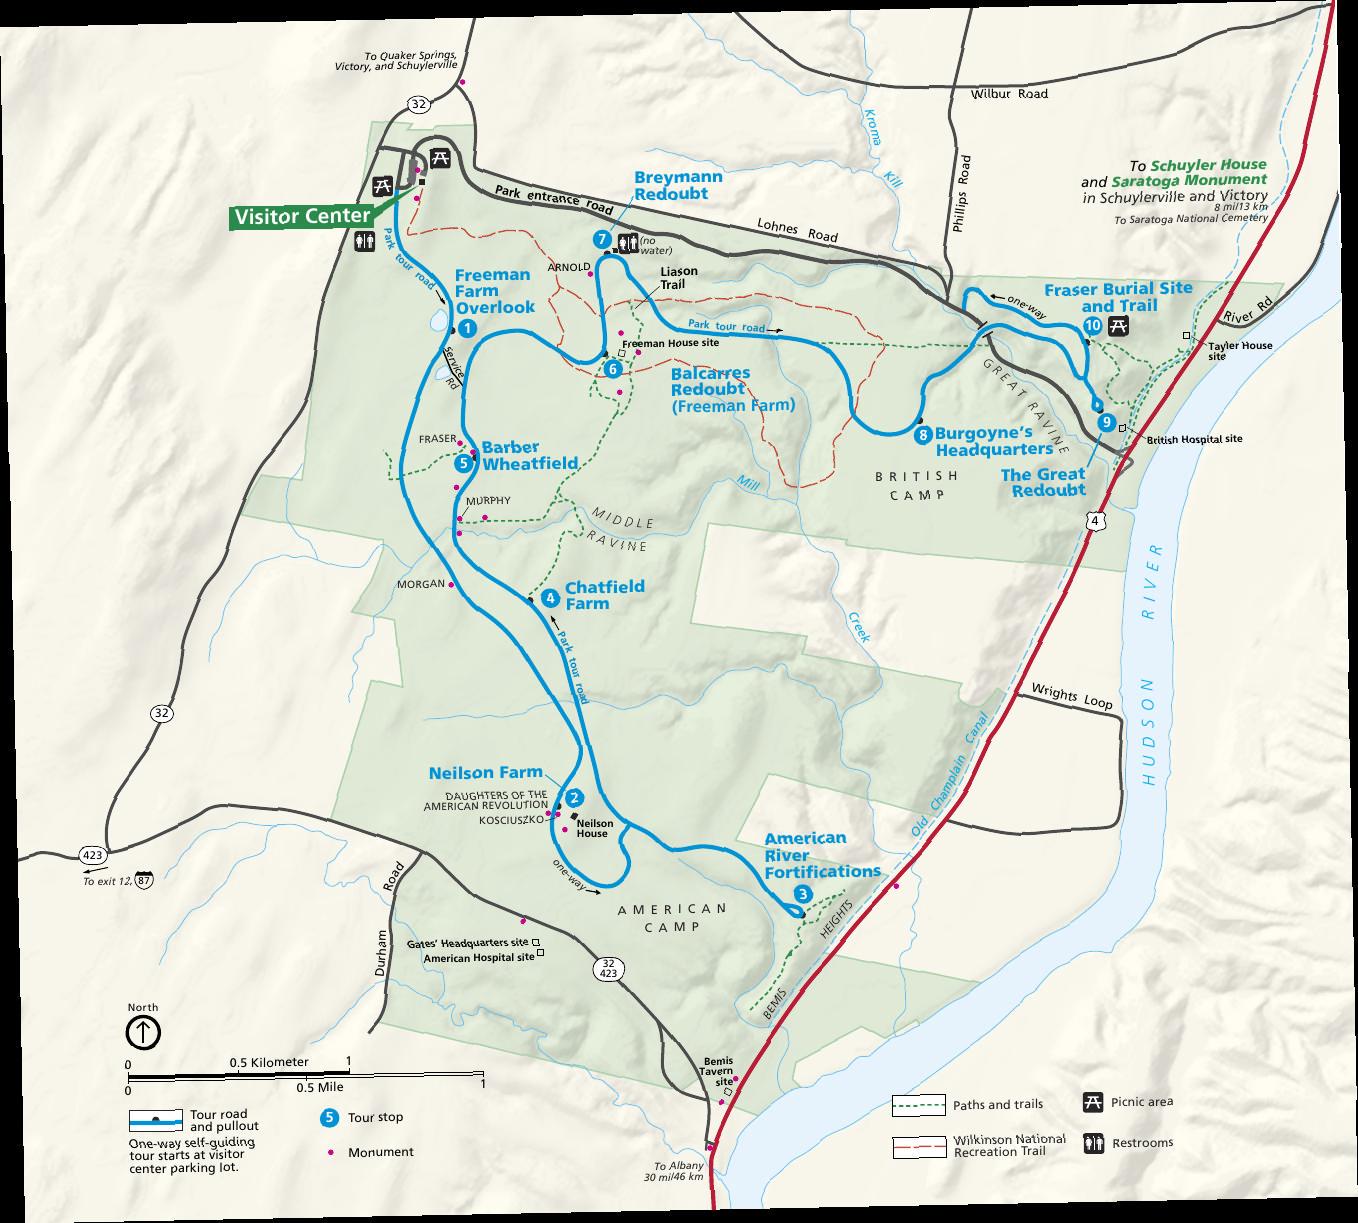 To Quaker Springs,
Victory, and Schuylerville
32
Wilbur Road
Kroma
Kill
Phillips Road
To Schuyler House
and Saratoga Monument
in Schuylerville and Victory
8 mil/13 km
To Saratoga National Cemetery
Visitor Center
Park entrance road
Lohnes Road
Breymann
Redoubt
7
(no
water)
ARNOLD
Liason
Trail
Park tour road
Freeman
Farm
Overlook
1
Service
Rd
Park tour road
Freeman House site
6
Balcarres
Redoubt
(Freeman Farm)
one-way
Fraser Burial Site
and Trail
10
River Rd
Tayler House
site
GREAT RAVINE
9
British Hospital site
8
Burgoyne's
Headquarters
The Great
Redoubt
BRITISH
CAMP
FRASER
5
Barber
Wheatfield
MURPHY
MIDDLE
RAVINE
Mill
Creek
4
HUDSON RIVER
MORGAN
4
Chatfield
Farm
Park tour road
Wrights Loop
Old Champlain Canal
32
Neilson Farm
DAUGHTERS OF THE
AMERICAN REVOLUTION
KOSCIUSZKO
2
Neilson
House
one-way
American
River
Fortifications
3
AMERICAN
CAMP
BEMIS HEIGHTS
423
To exit 12,
87
Durham Road
Gates' Headquarters site
American Hospital site
32
423
Bemis
Tavern
site
To Albany
30 mil/46 km
North
0 0.5 Kilometer 1
0 0.5 Mile 1
Tour road
and pullout
One-way self-guiding
tour starts at visitor
center parking lot.
5
Tour stop
Monument
Paths and trails
Wilkinson National
Recreation Trail
Picnic area
Restrooms